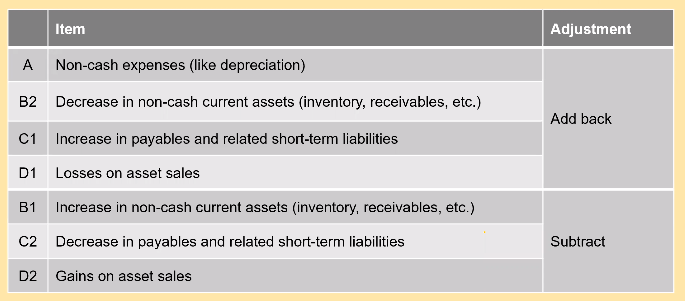 Item Adjustment
A Non-cash expenses (like depreciation)
B2 Decrease in non-cash current assets (inventory, receivables, etc.)
Add back
C1 Increase in payables and related short-term liabilities
D1 Losses on asset sales
B1 Increase in non-cash current assets (inventory, receivables, etc.)
C2 Decrease in payables and related short-term liabilities Subtract
D2 Gains on asset sales